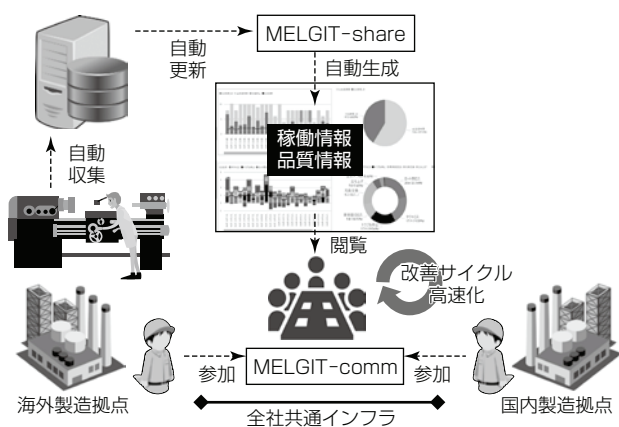 自動
更新
MELGIT-share
自動生成
稼働情報
品質情報
自動
収集
閲覧
改善サイクル
高速化
参加
MELGIT-comm
参加
海外製造拠点
全社共通インフラ
国内製造拠点